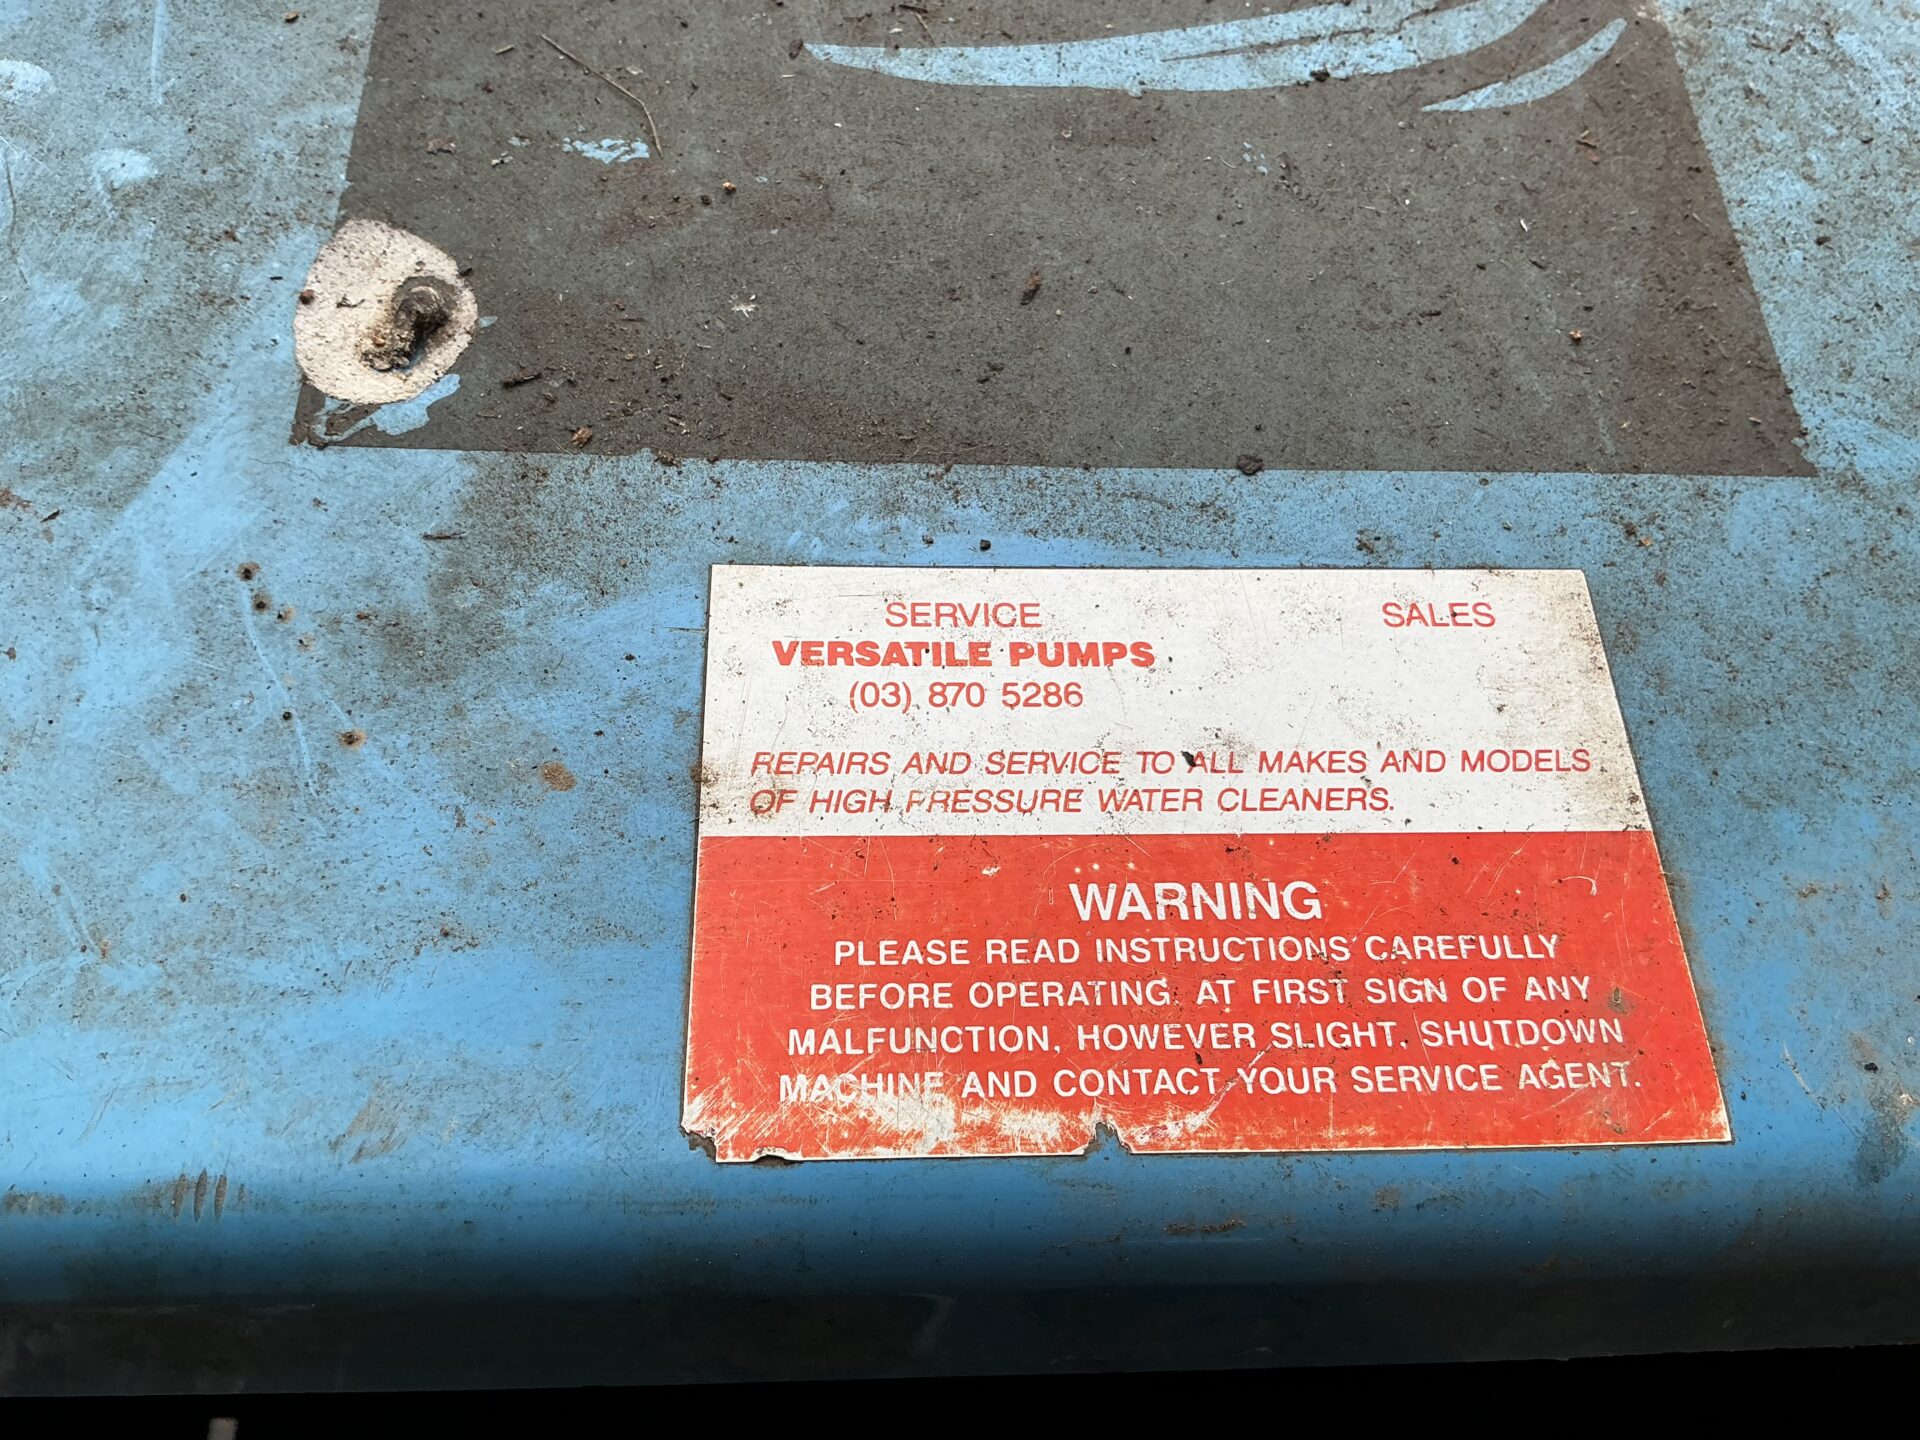 SERVICE SALES
VERSATILE PUMPS
(03) 870 5286
REPAIRS AND SERVICE TO ALL MAKES AND MODELS
OF HIGH PRESSURE WATER CLEANERS.
WARNING
PLEASE READ INSTRUCTIONS CAREFULLY
BEFORE OPERATING. AT FIRST SIGN OF ANY
MALFUNCTION, HOWEVER SLIGHT, SHUTDOWN
MACHINE AND CONTACT YOUR SERVICE AGENT.